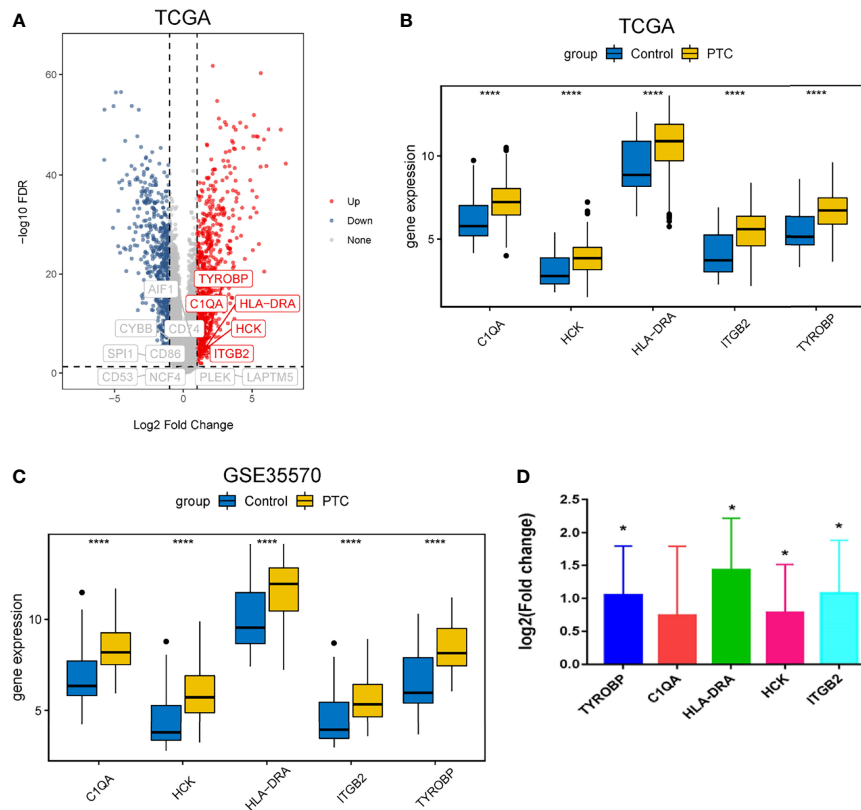 A
TCGA
−log10 FDR
60
40
20
0
−5
0
5
Log2 Fold Change
TYROBP
AIF1
C1QA
HLA−DRA
CYBB
CD74
HCK
SPI1
CD86
ITGB2
CD53
NCF4
PLEK
LAPTM5
Up
Down
None
B
TCGA
group
Control
PTC
gene expression
10
5
**** **** **** **** ****
C1QA
HCK
HLA−DRA
ITGB2
TYROBP
C
GSE35570
group
Control
PTC
gene expression
10
5
**** **** **** **** ****
C1QA
HCK
HLA−DRA
ITGB2
TYROBP
D
log2(Fold change)
2.5
2.0
1.5
1.0
0.5
0.0
* * * *
TYROBP
C1QA
HLA-DRA
HCK
ITGB2